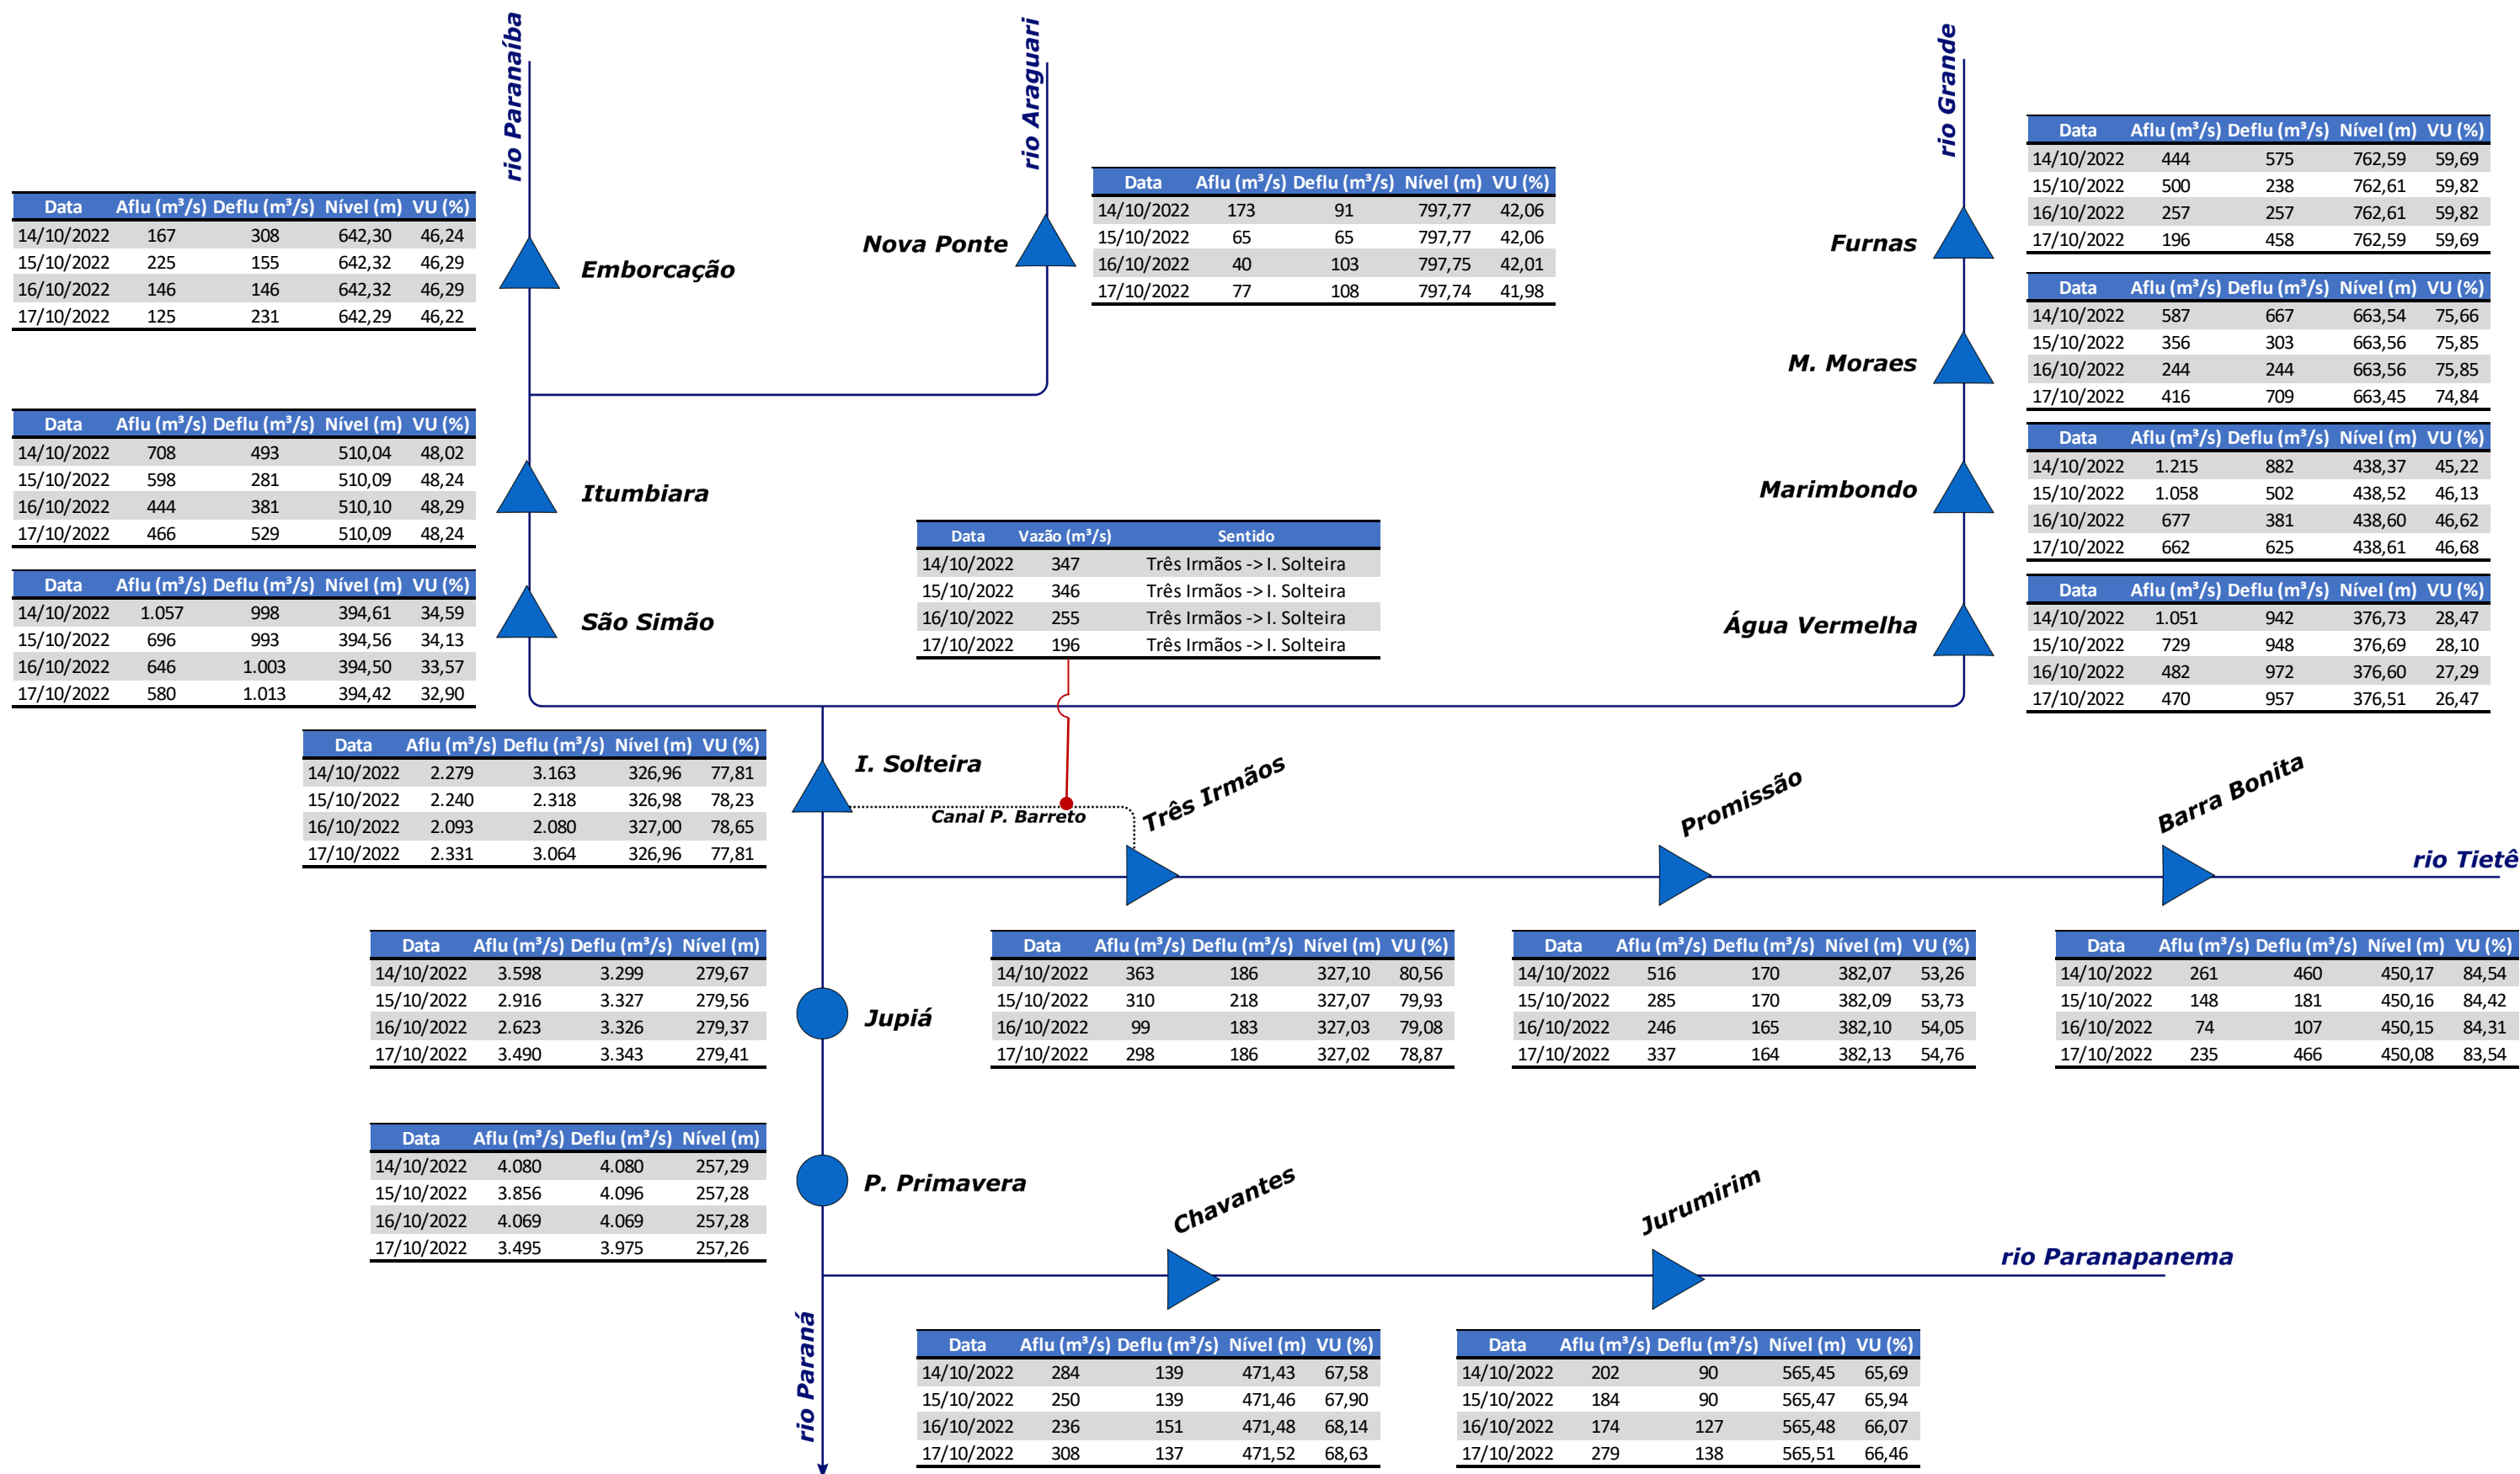 rio Paranaíba
rio Araguari
rio Grande
Data Aflu (m³/s) Deflu (m³/s) Nível (m) VU (%)
14/10/2022 444 575 762,59 59,69
15/10/2022 500 238 762,61 59,82
16/10/2022 257 257 762,61 59,82
17/10/2022 196 458 762,59 59,69
Furnas
Data Aflu (m³/s) Deflu (m³/s) Nível (m) VU (%)
14/10/2022 173 91 797,77 42,06
15/10/2022 65 65 797,77 42,06
16/10/2022 40 103 797,75 42,01
17/10/2022 77 108 797,74 41,98
Nova Ponte
Data Aflu (m³/s) Deflu (m³/s) Nível (m) VU (%)
14/10/2022 167 308 642,30 46,24
15/10/2022 225 155 642,32 46,29
16/10/2022 146 146 642,32 46,29
17/10/2022 125 231 642,29 46,22
Emborcação
Data Aflu (m³/s) Deflu (m³/s) Nível (m) VU (%)
14/10/2022 587 667 663,54 75,66
15/10/2022 356 303 663,56 75,85
16/10/2022 244 244 663,56 75,85
17/10/2022 416 709 663,45 74,84
M. Moraes
Data Aflu (m³/s) Deflu (m³/s) Nível (m) VU (%)
14/10/2022 708 493 510,04 48,02
15/10/2022 598 281 510,09 48,24
16/10/2022 444 381 510,10 48,29
17/10/2022 466 529 510,09 48,24
Itumbiara
Data Aflu (m³/s) Deflu (m³/s) Nível (m) VU (%)
14/10/2022 1.215 882 438,37 45,22
15/10/2022 1.058 502 438,52 46,13
16/10/2022 677 381 438,60 46,62
17/10/2022 662 625 438,61 46,68
Marimbondo
Data Vazão (m³/s) Sentido
14/10/2022 347 Três Irmãos -> I. Solteira
15/10/2022 346 Três Irmãos -> I. Solteira
16/10/2022 255 Três Irmãos -> I. Solteira
17/10/2022 196 Três Irmãos -> I. Solteira
Data Aflu (m³/s) Deflu (m³/s) Nível (m) VU (%)
14/10/2022 1.057 998 394,61 34,59
15/10/2022 696 993 394,56 34,13
16/10/2022 646 1.003 394,50 33,57
17/10/2022 580 1.013 394,42 32,90
São Simão
Data Aflu (m³/s) Deflu (m³/s) Nível (m) VU (%)
14/10/2022 1.051 942 376,73 28,47
15/10/2022 729 948 376,69 28,10
16/10/2022 482 972 376,60 27,29
17/10/2022 470 957 376,51 26,47
Água Vermelha
Data Aflu (m³/s) Deflu (m³/s) Nível (m) VU (%)
14/10/2022 2.279 3.163 326,96 77,81
15/10/2022 2.240 2.318 326,98 78,23
16/10/2022 2.093 2.080 327,00 78,65
17/10/2022 2.331 3.064 326,96 77,81
I. Solteira
Canal P. Barreto
Três Irmãos
Promissão
Barra Bonita
rio Tietê
Data Aflu (m³/s) Deflu (m³/s) Nível (m)
14/10/2022 3.598 3.299 279,67
15/10/2022 2.916 3.327 279,56
16/10/2022 2.623 3.326 279,37
17/10/2022 3.490 3.343 279,41
Jupiá
Data Aflu (m³/s) Deflu (m³/s) Nível (m) VU (%)
14/10/2022 363 186 327,10 80,56
15/10/2022 310 218 327,07 79,93
16/10/2022 99 183 327,03 79,08
17/10/2022 298 186 327,02 78,87
Data Aflu (m³/s) Deflu (m³/s) Nível (m) VU (%)
14/10/2022 516 170 382,07 53,26
15/10/2022 285 170 382,09 53,73
16/10/2022 246 165 382,10 54,05
17/10/2022 337 164 382,13 54,76
Data Aflu (m³/s) Deflu (m³/s) Nível (m) VU (%)
14/10/2022 261 460 450,17 84,54
15/10/2022 148 181 450,16 84,42
16/10/2022 74 107 450,15 84,31
17/10/2022 235 466 450,08 83,54
Data Aflu (m³/s) Deflu (m³/s) Nível (m)
14/10/2022 4.080 4.080 257,29
15/10/2022 3.856 4.096 257,28
16/10/2022 4.069 4.069 257,28
17/10/2022 3.495 3.975 257,26
P. Primavera
Chavantes
Jurumirim
rio Paranapanema
rio Paraná
Data Aflu (m³/s) Deflu (m³/s) Nível (m) VU (%)
14/10/2022 284 139 471,43 67,58
15/10/2022 250 139 471,46 67,90
16/10/2022 236 151 471,48 68,14
17/10/2022 308 137 471,52 68,63
Data Aflu (m³/s) Deflu (m³/s) Nível (m) VU (%)
14/10/2022 202 90 565,45 65,69
15/10/2022 184 90 565,47 65,94
16/10/2022 174 127 565,48 66,07
17/10/2022 279 138 565,51 66,46